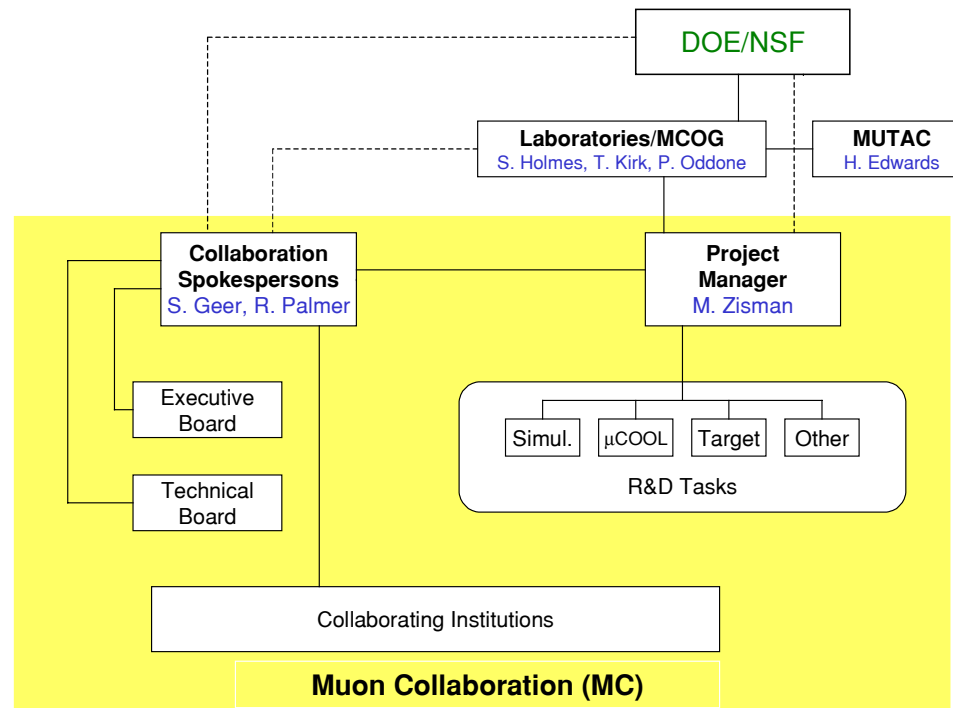 DOE/NSF
Laboratories/MCOG
S. Holmes, T. Kirk, P. Oddone
MUTAC
H. Edwards
Collaboration
Spokespersons
S. Geer, R. Palmer
Project
Manager
M. Zisman
Executive
Board
Simul.
μCOOL
Target
Other
R&D Tasks
Technical
Board
Collaborating Institutions
Muon Collaboration (MC)